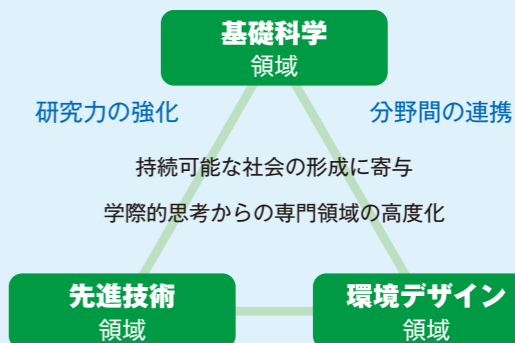 基礎科学
領域
研究力の強化
分野間の連携
持続可能な社会の形成に寄与
学際的思考からの専門領域の高度化
先進技術
領域
環境デザイン
領域